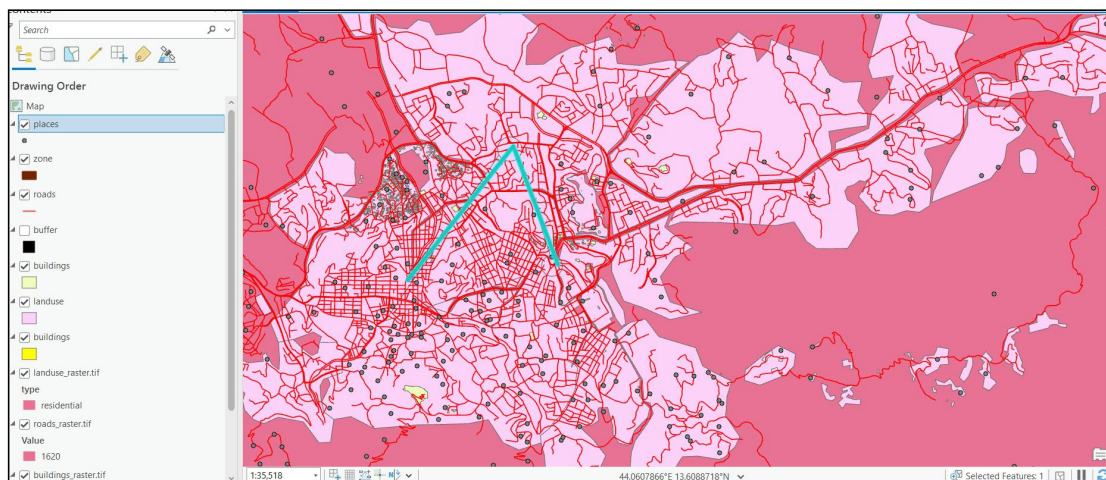 Search
Drawing Order
Map
places
zone
roads
buffer
buildings
landuse
buildings
landuse_raster.tif
type
residential
roads_raster.tif
Value
1620
buildings_raster.tif
1:35,518
44.0607866°E 13.6088718°N
Selected Features: 1